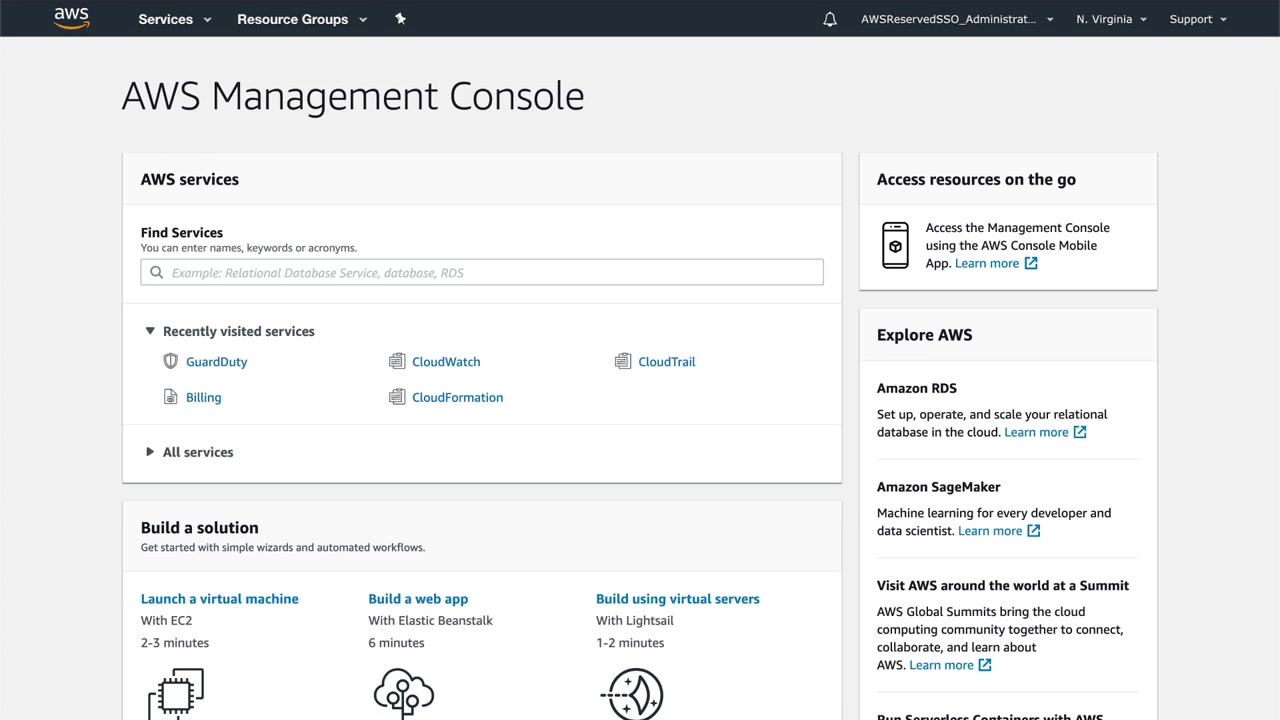 aws
Services
Resource Groups
AWSReservedSSO_Administrat...
N. Virginia
Support
AWS Management Console
AWS services
Find Services
You can enter names, keywords or acronyms.
Example: Relational Database Service, database, RDS
Recently visited services
GuardDuty
CloudWatch
CloudTrail
Billing
CloudFormation
All services
Build a solution
Get started with simple wizards and automated workflows.
Launch a virtual machine
With EC2
2-3 minutes
Build a web app
With Elastic Beanstalk
6 minutes
Build using virtual servers
With Lightsail
1-2 minutes
Access resources on the go
Access the Management Console
using the AWS Console Mobile
App. Learn more
Explore AWS
Amazon RDS
Set up, operate, and scale your relational
database in the cloud. Learn more
Amazon SageMaker
Machine learning for every developer and
data scientist. Learn more
Visit AWS around the world at a Summit
AWS Global Summits bring the cloud
computing community together to connect,
collaborate, and learn about
AWS. Learn more
Run Serverless Containers with AWS